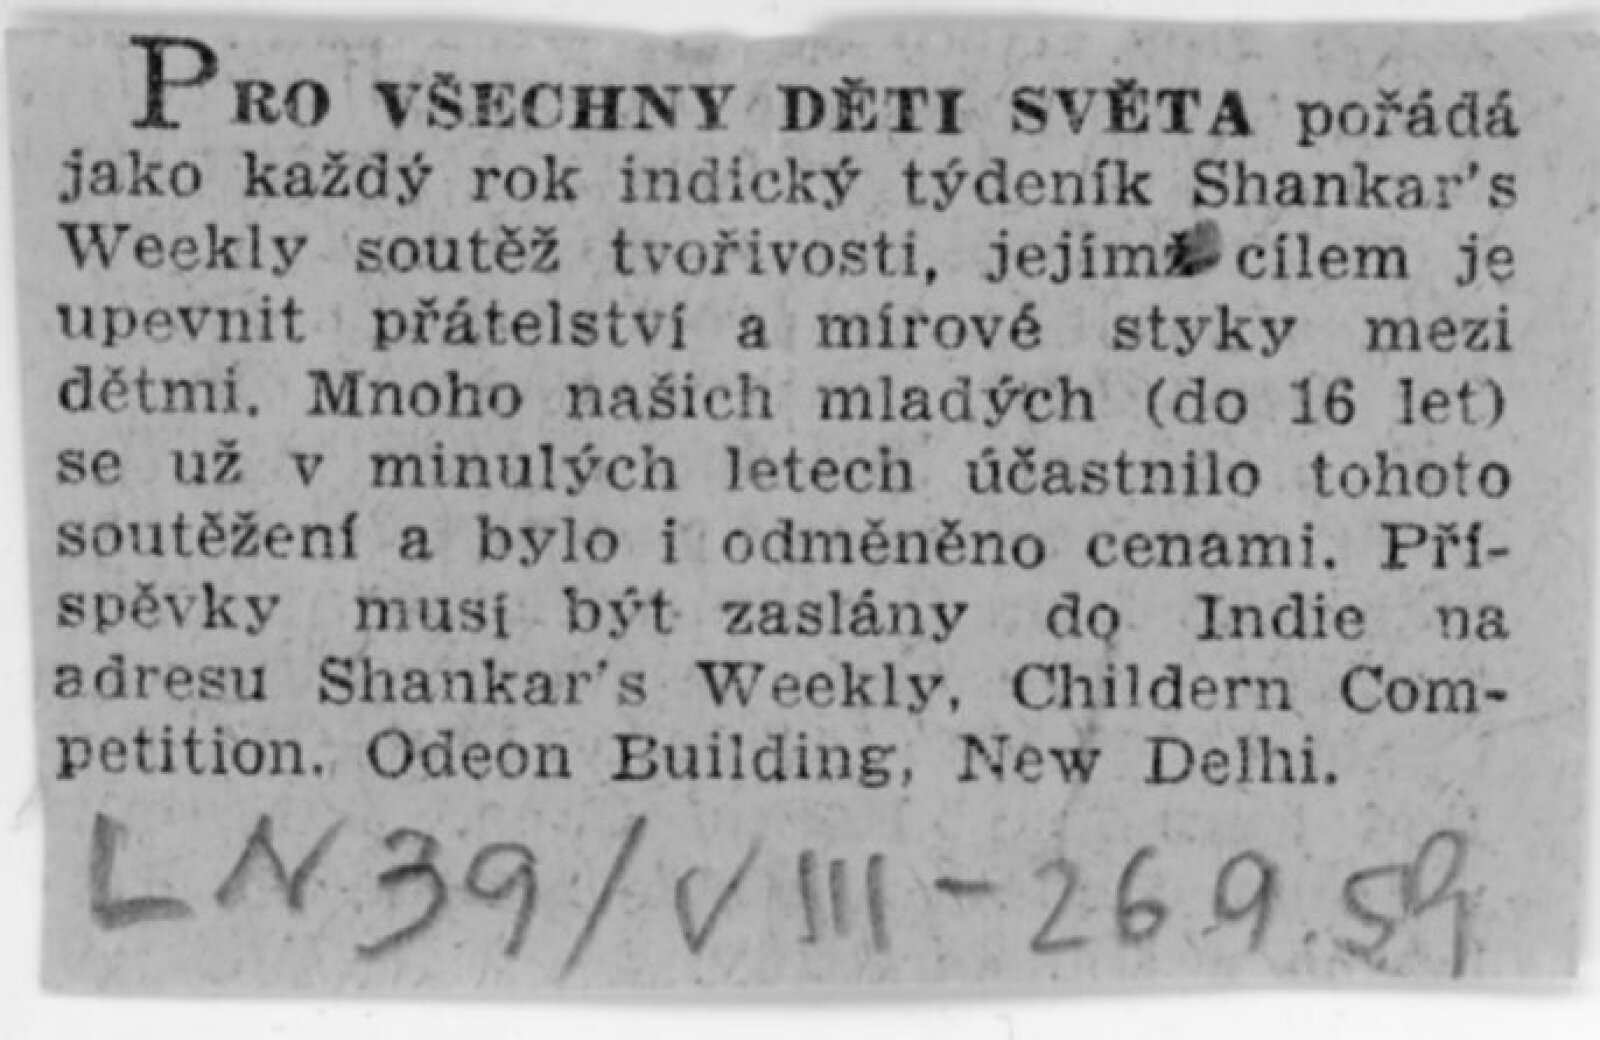 PRO VŠECHNY DĚTI SVĚTA pořádá
jako každý rok indický týdeník Shankar's
Weekly soutěž tvořivosti, jejímž cílem je
upevnit přátelství a mírové styky mezi
dětmi. Mnoho našich mladých (do 16 let)
se už v minulých letech účastnilo tohoto
soutěžení a bylo i odměněno cenami. Pří-
spěvky musí být zaslány do Indie na
adresu Shankar's Weekly, Childern Com-
petition. Odeon Building, New Delhi.
LN 39/VIII - 26 9. 59